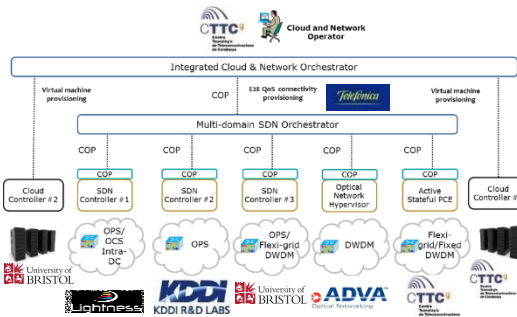 CTTC
Centre
Tecnològic
de Telecomunicacions
de Catalunya
Cloud and Network
Operator
Integrated Cloud & Network Orchestrator
Virtual machine
provisioning
COP
E2E QoS connectivity
provisioning
Telefónica
Virtual machine
provisioning
Multi-domain SDN Orchestrator
COP COP COP COP COP
COP COP COP COP COP
Cloud
Controller #2
SDN
Controller #1
SDN
Controller #2
SDN
Controller #3
Optical
Network
Hypervisor
Active
Stateful PCE
Cloud
Controller #
OPS/
OCS
Intra-
DC
OPS
OPS/
Flexi-grid
DWDM
DWDM
Flexi-
grid/Fixed
DWDM
University of
BRISTOL
Lightness
KDDI
KDDI R&D LABS
University of
BRISTOL
ADVA
Optical Networking
CTTC
CTTC